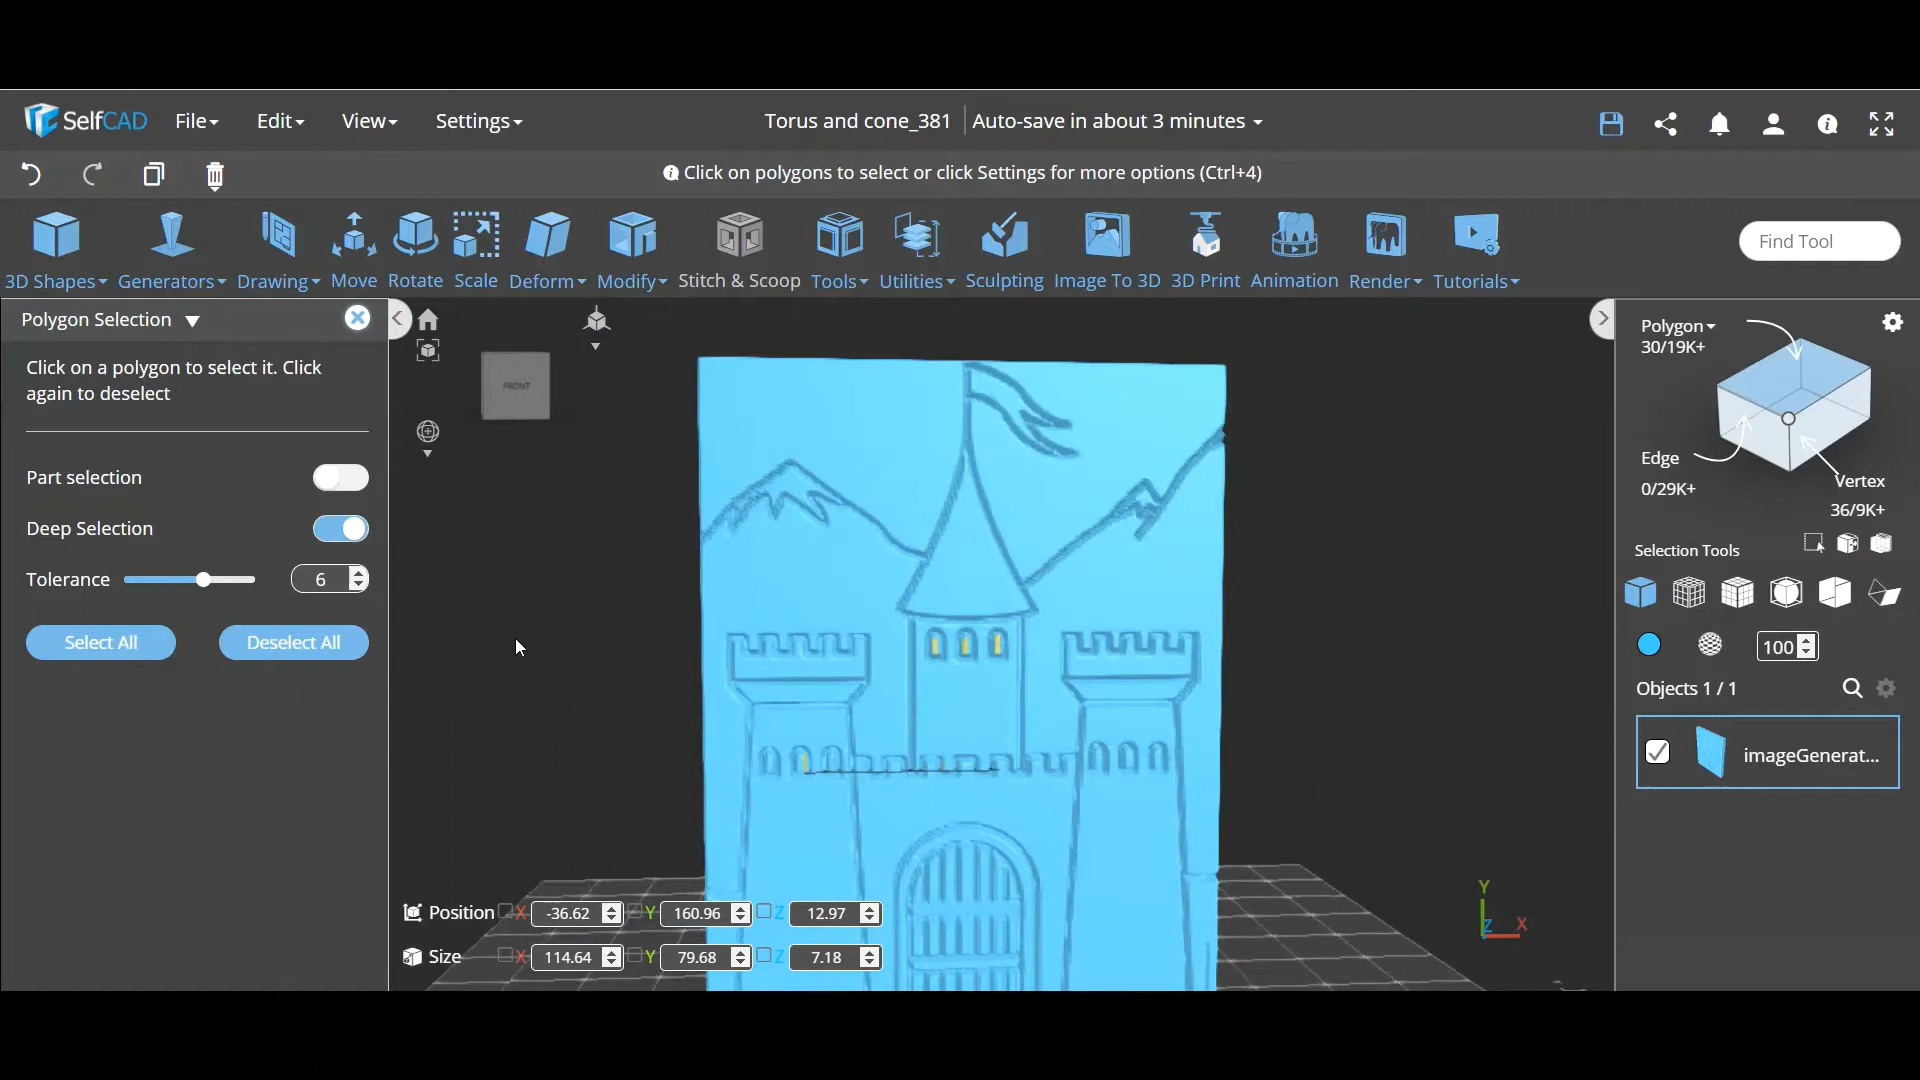 SelfCAD File Edit View Settings Torus and cone_381 Auto-save in about 3 minutes
Click on polygons to select or click Settings for more options (Ctrl+4)
3D Shapes Generators Drawing Move Rotate Scale Deform Modify Stitch & Scoop Tools Utilities Sculpting Image To 3D 3D Print Animation Render Tutorials Find Tool
Polygon Selection
Click on a polygon to select it. Click
again to deselect
Part selection
Deep Selection
Tolerance 6
Select All Deselect All
FRONT
Position X -36.62 Y 160.96 Z 12.97
Size X 114.64 Y 79.68 Z 7.18
Y
Z X
Polygon
30/19K+
Edge
0/29K+
Vertex
36/9K+
Selection Tools
100
Objects 1 / 1
imageGenerat...